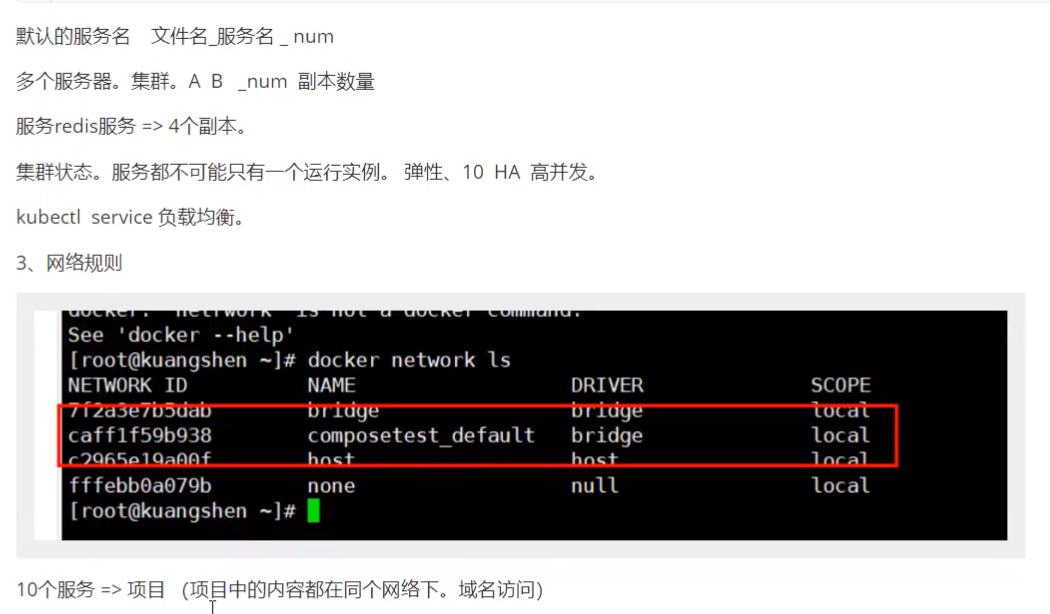 默认的服务名 文件名_服务名 _ num
多个服务器。集群。A B _num 副本数量
服务redis服务 => 4个副本。
集群状态。服务都不可能只有一个运行实例。 弹性、10 HA 高并发。
kubectl service 负载均衡。
3、网络规则
docker: 'netrwork' is not a docker command.
See 'docker --help'
[root@kuangshen ~]# docker network ls
NETWORK ID NAME DRIVER SCOPE
7f2a3e7b5dab bridge bridge local
caff1f59b938 composetest_default bridge local
c2965e19a00f host host local
fffebb0a079b none null local
[root@kuangshen ~]#
10个服务 => 项目 (项目中的内容都在同个网络下。域名访问)